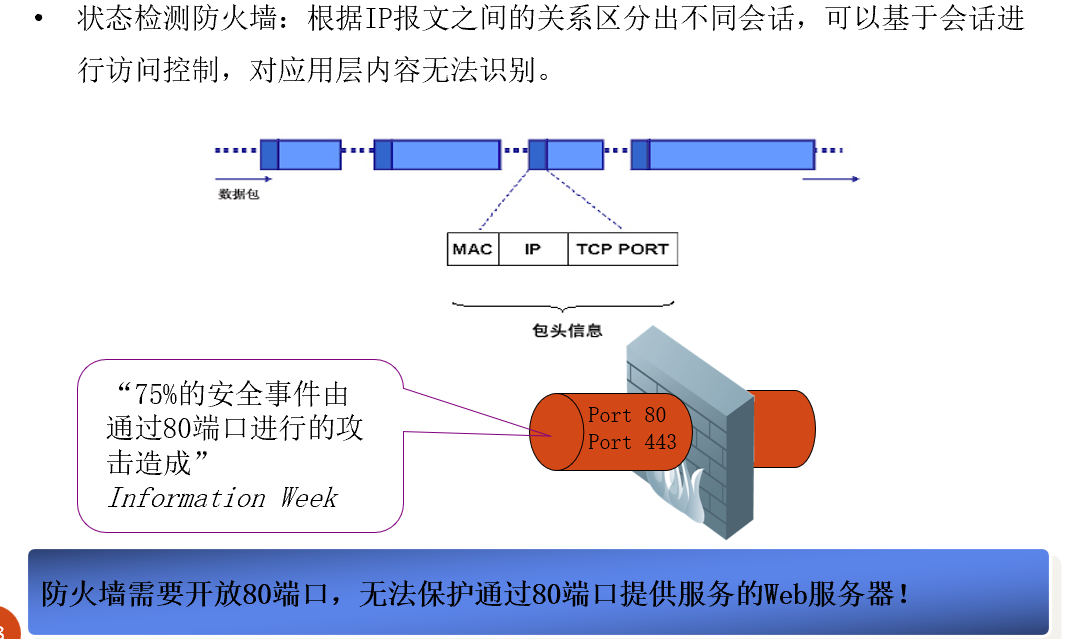 • 状态检测防火墙：根据IP报文之间的关系区分出不同会话，可以基于会话进
行访问控制，对应用层内容无法识别。
数据包
MAC IP TCP PORT
包头信息
“75%的安全事件由
通过80端口进行的攻
击造成”
Information Week
Port 80
Port 443
防火墙需要开放80端口，无法保护通过80端口提供服务的Web服务器！